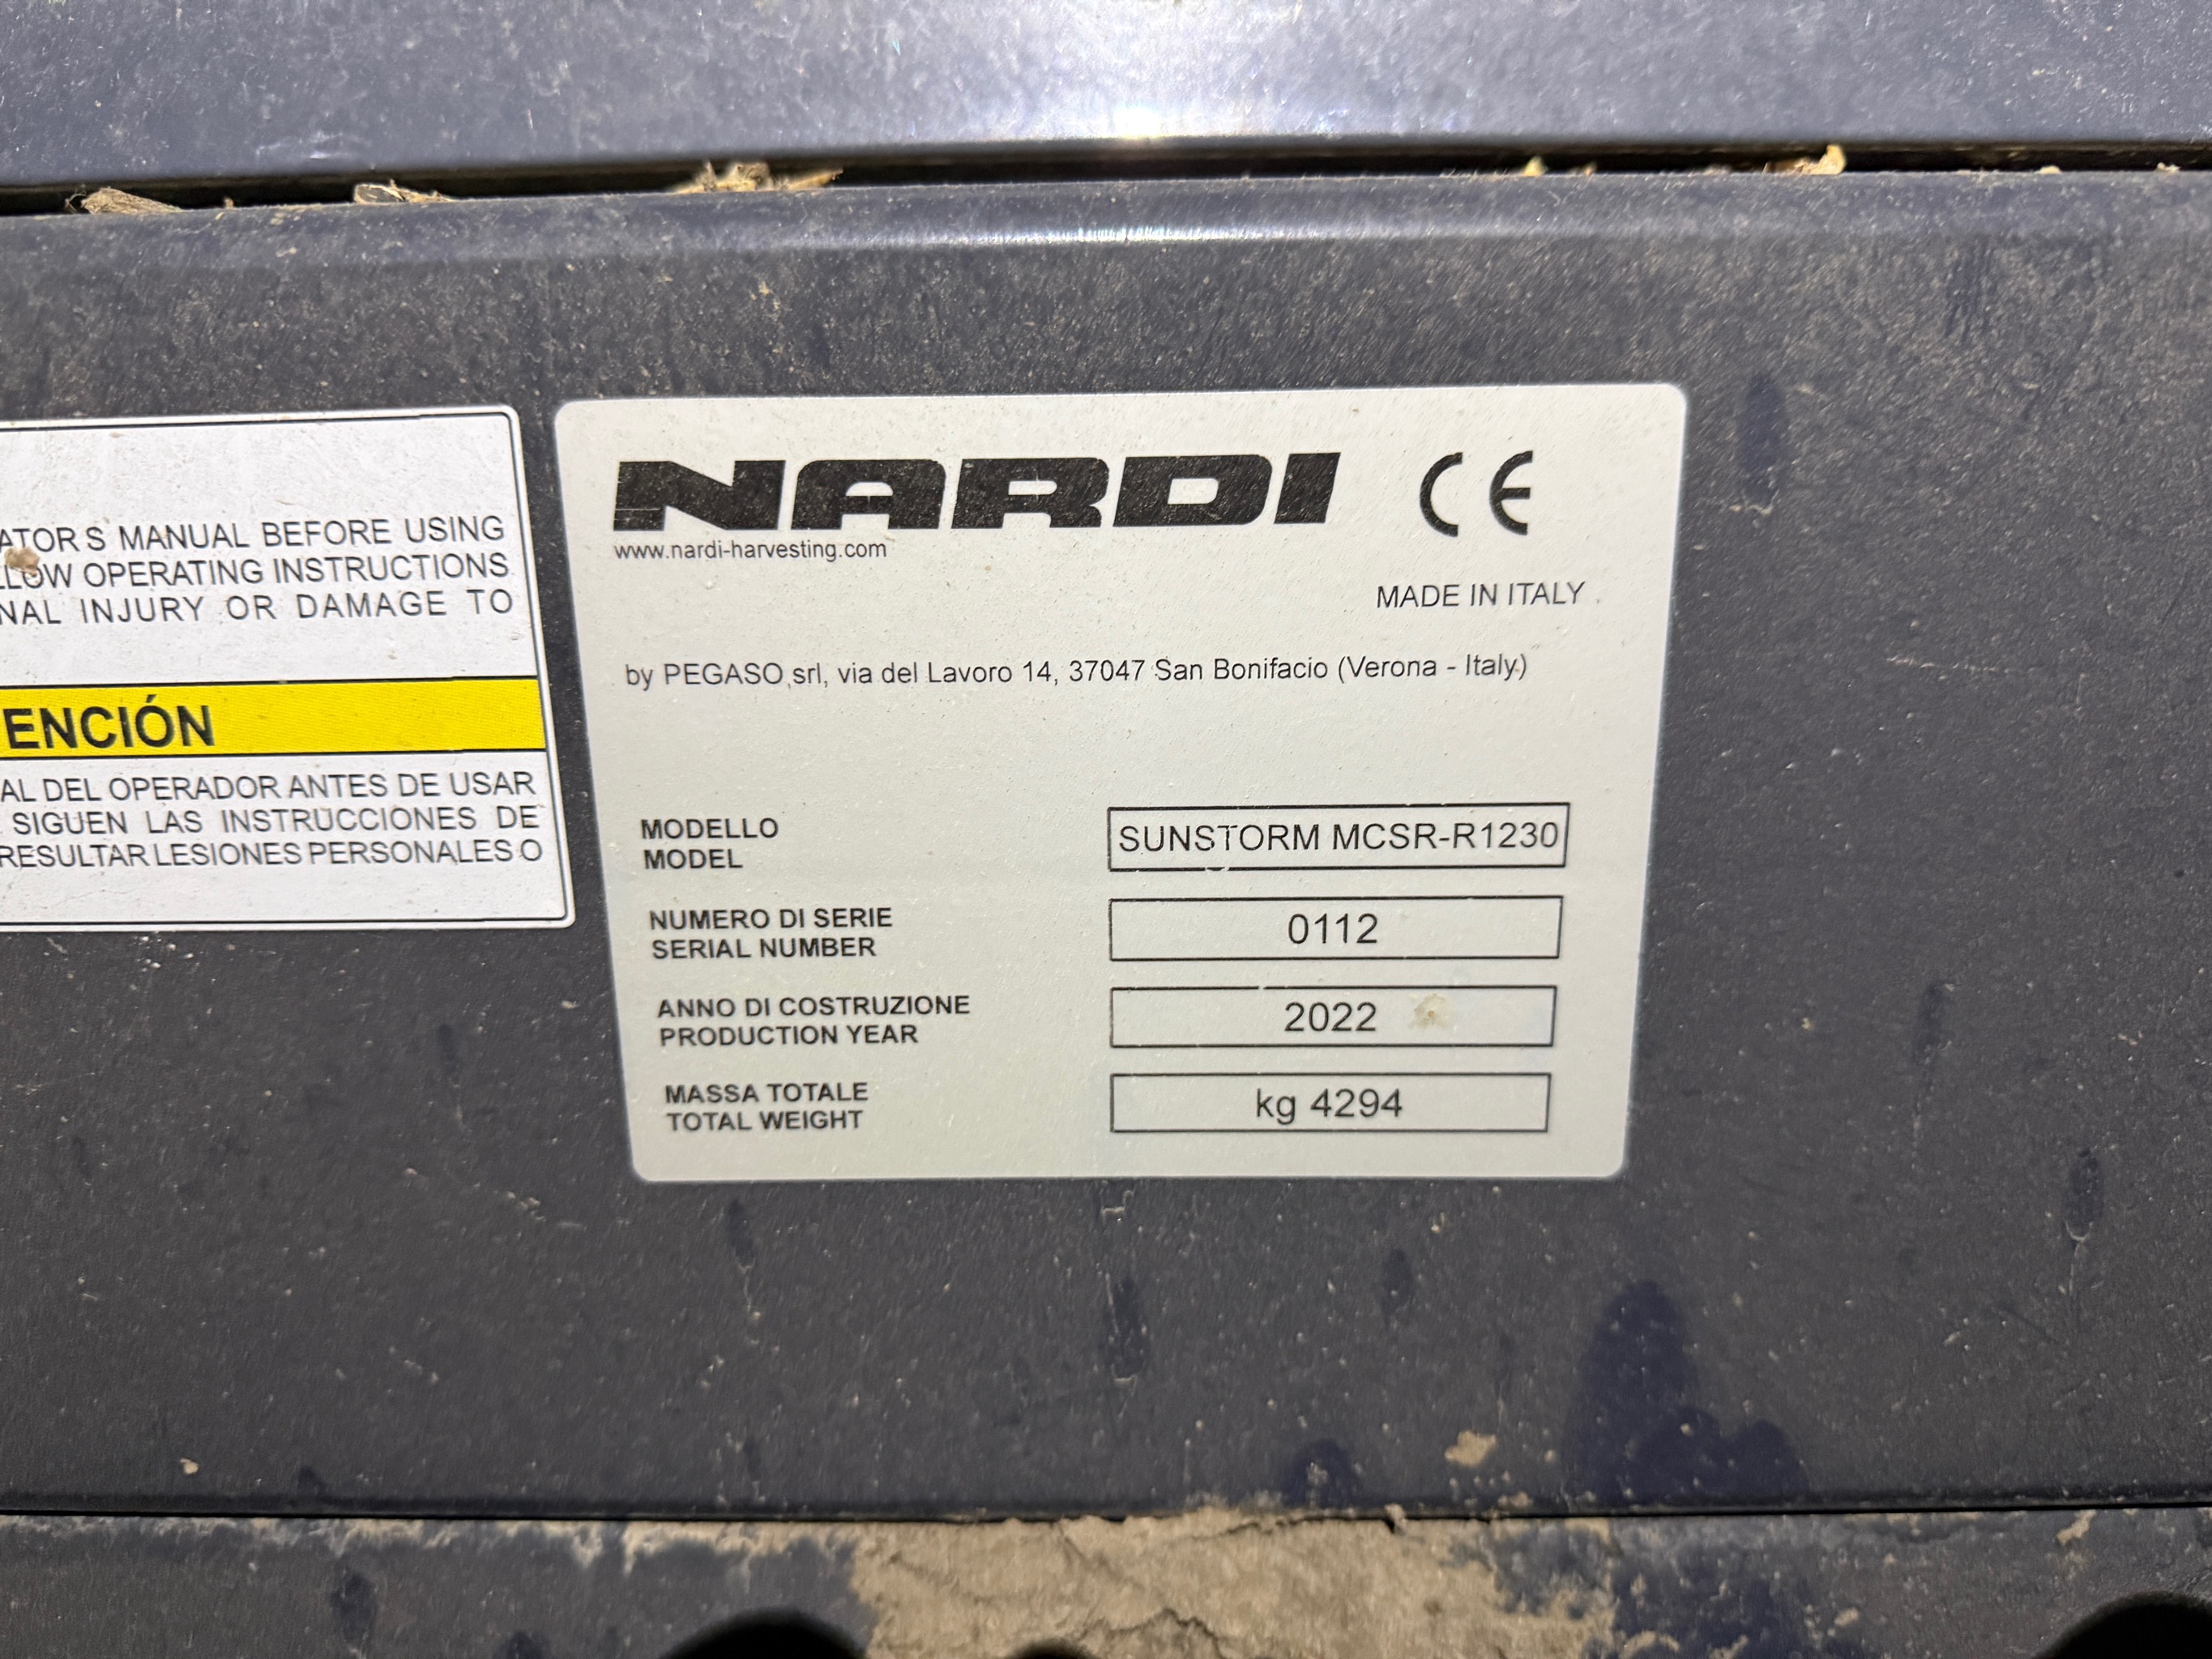 ATOR S MANUAL BEFORE USING
LLOW OPERATING INSTRUCTIONS
NAL INJURY OR DAMAGE TO
ENCIÓN
AL DEL OPERADOR ANTES DE USAR
SIGUEN LAS INSTRUCCIONES DE
RESULTAR LESIONES PERSONALES O
NARDI CE
www.nardi-harvesting.com
MADE IN ITALY
by PEGASO srl, via del Lavoro 14, 37047 San Bonifacio (Verona - Italy)
MODELLO
MODEL
SUNSTORM MCSR-R1230
NUMERO DI SERIE
SERIAL NUMBER
0112
ANNO DI COSTRUZIONE
PRODUCTION YEAR
2022
MASSA TOTALE
TOTAL WEIGHT
kg 4294